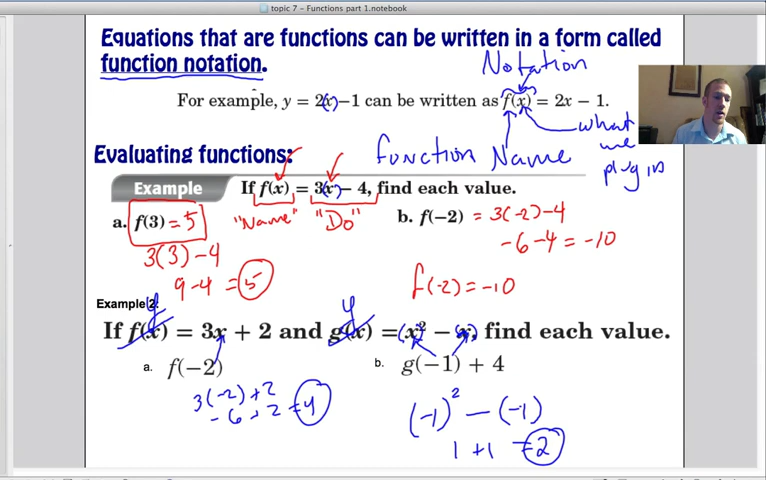 topic 7 - Functions part 1.notebook
Equations that are functions can be written in a form called
function notation.
Notation
For example, y = 2(x) −1 can be written as f(x) = 2x − 1.
what
we
plug in
Function Name
Evaluating functions:
Example If f(x) = 3(x) − 4, find each value.
"Name" "Do"
a. f(3) = 5
b. f(−2) = 3(-2)-4
3(3)-4
-6-4 = -10
9-4 = 5
f(-2) = -10
Example 2:
y y
If f(x) = 3x + 2 and g(x) = (x)² − (x), find each value.
a. f(−2)
b. g(−1) + 4
3(-2)+2
-6+2 = 4
(-1)² − (-1)
1 + 1 = 2